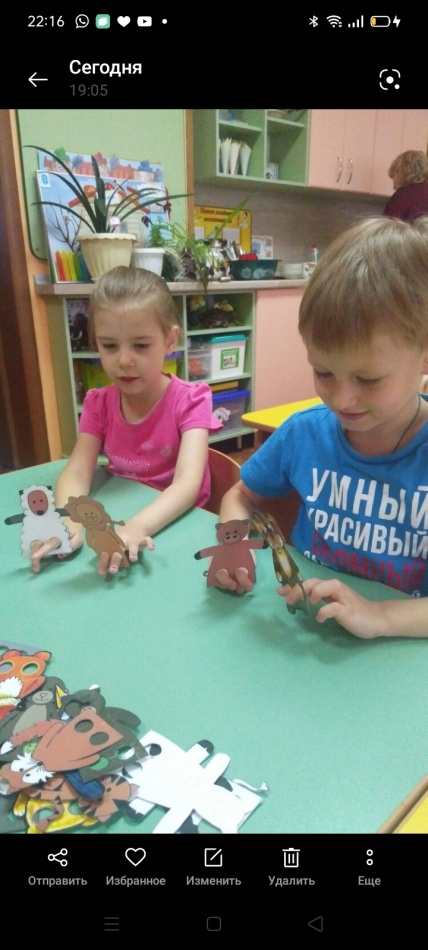 22:16
Сегодня
19:05
УМНЫЙ
КРАСИВЫЙ
Отправить
Избранное
Изменить
Удалить
Еще